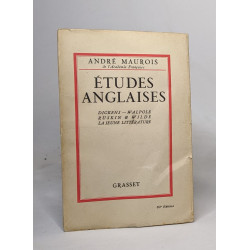 ANDRÉ MAUROIS
de l'Académie Française
ÉTUDES
ANGLAISES
DICKENS – WALPOLE
RUSKIN & WILDE
LA JEUNE LITTÉRATURE
GRASSET